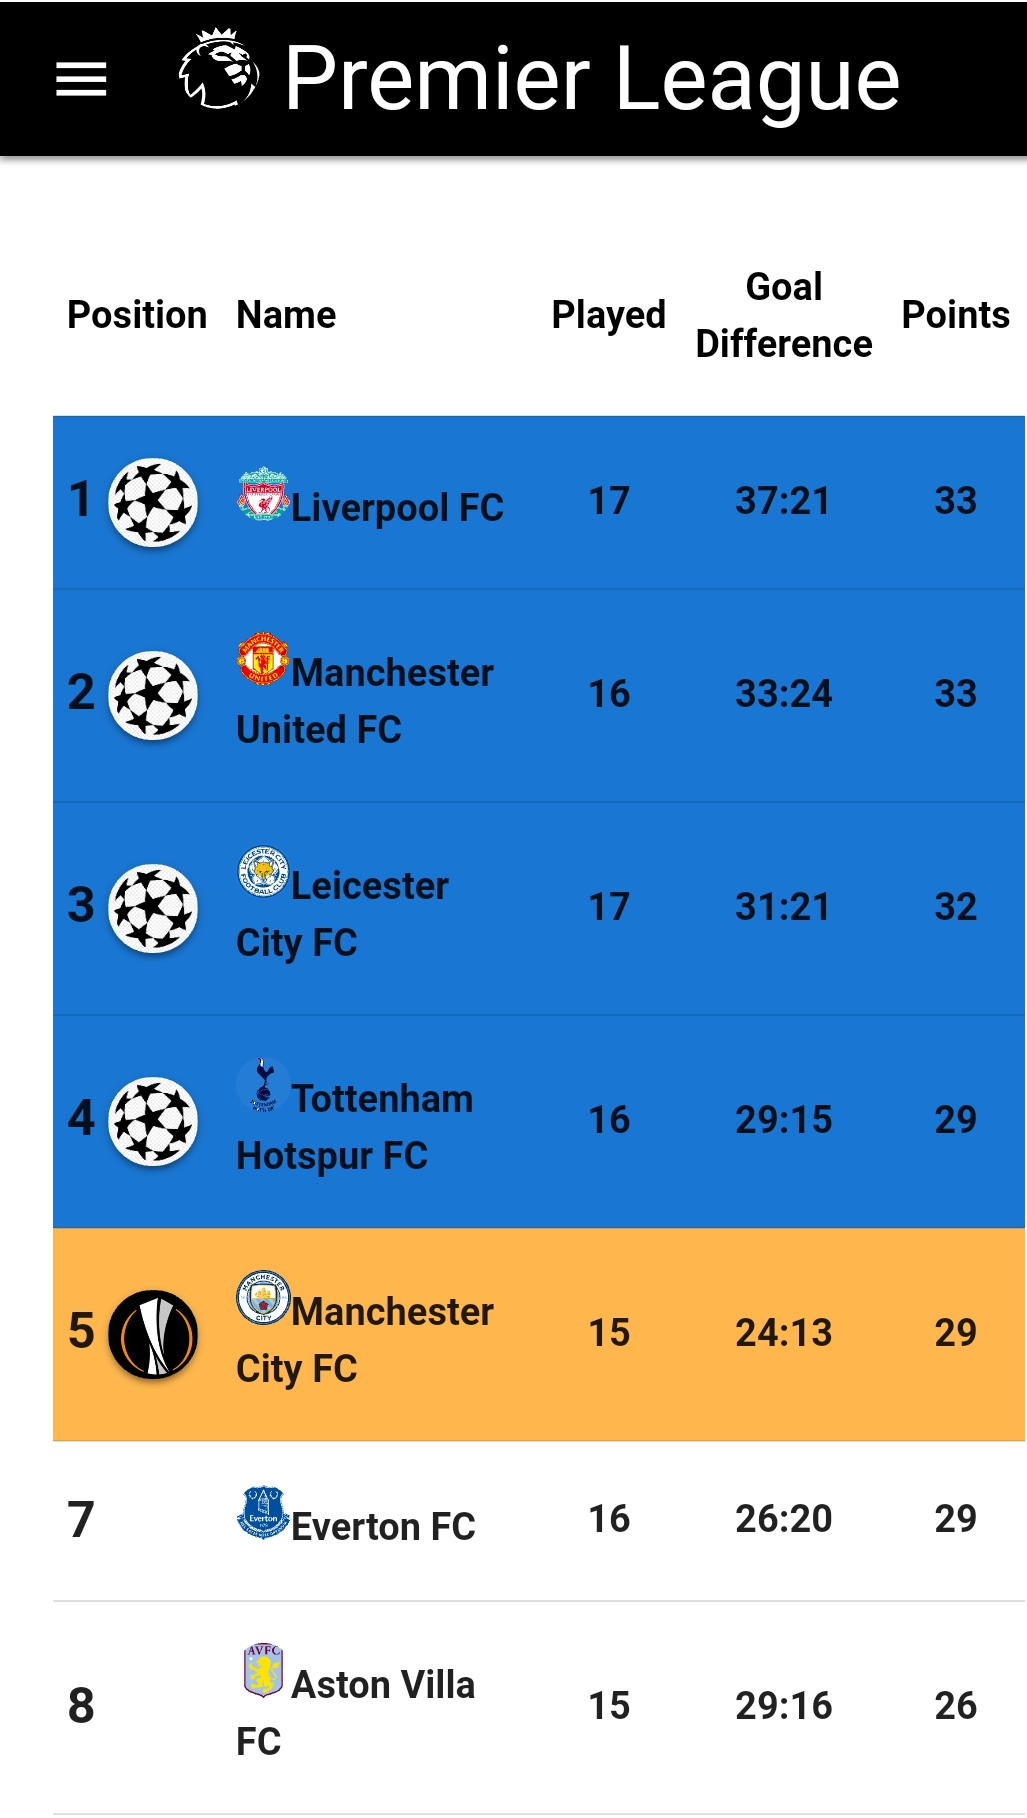 Premier League
Position Name Played Goal Difference Points
1 Liverpool FC 17 37:21 33
2 Manchester United FC 16 33:24 33
3 Leicester City FC 17 31:21 32
4 Tottenham Hotspur FC 16 29:15 29
5 Manchester City FC 15 24:13 29
7 Everton FC 16 26:20 29
8 Aston Villa FC 15 29:16 26